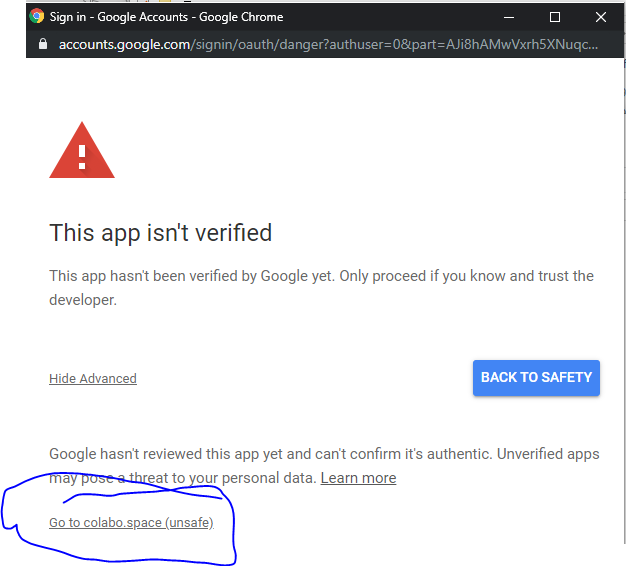 Sign in - Google Accounts - Google Chrome
accounts.google.com/signin/oauth/danger?authuser=0&part=AJi8hAMwVxrh5XNuqc...
This app isn't verified
This app hasn't been verified by Google yet. Only proceed if you know and trust the
developer.
Hide Advanced
BACK TO SAFETY
Google hasn't reviewed this app yet and can't confirm it's authentic. Unverified apps
may pose a threat to your personal data. Learn more
Go to colabo.space (unsafe)